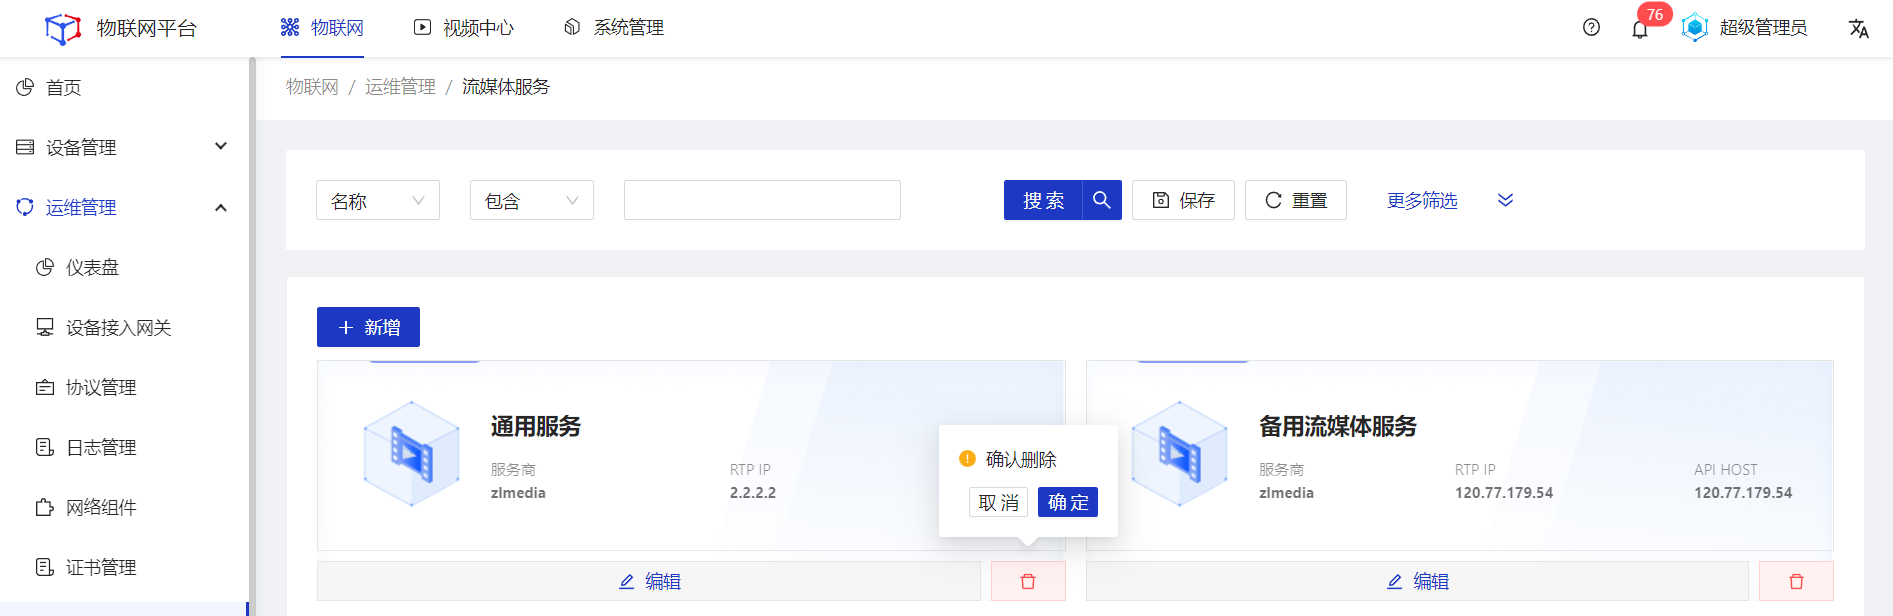 物联网平台
物联网
视频中心
系统管理
76
超级管理员
首页
设备管理
运维管理
仪表盘
设备接入网关
协议管理
日志管理
网络组件
证书管理
物联网 / 运维管理 / 流媒体服务
名称
包含
搜索
保存
重置
更多筛选
新增
通用服务
服务商
zlmedia
RTP IP
2.2.2.2
确认删除
取消
确定
编辑
备用流媒体服务
服务商
zlmedia
RTP IP
120.77.179.54
API HOST
120.77.179.54
编辑